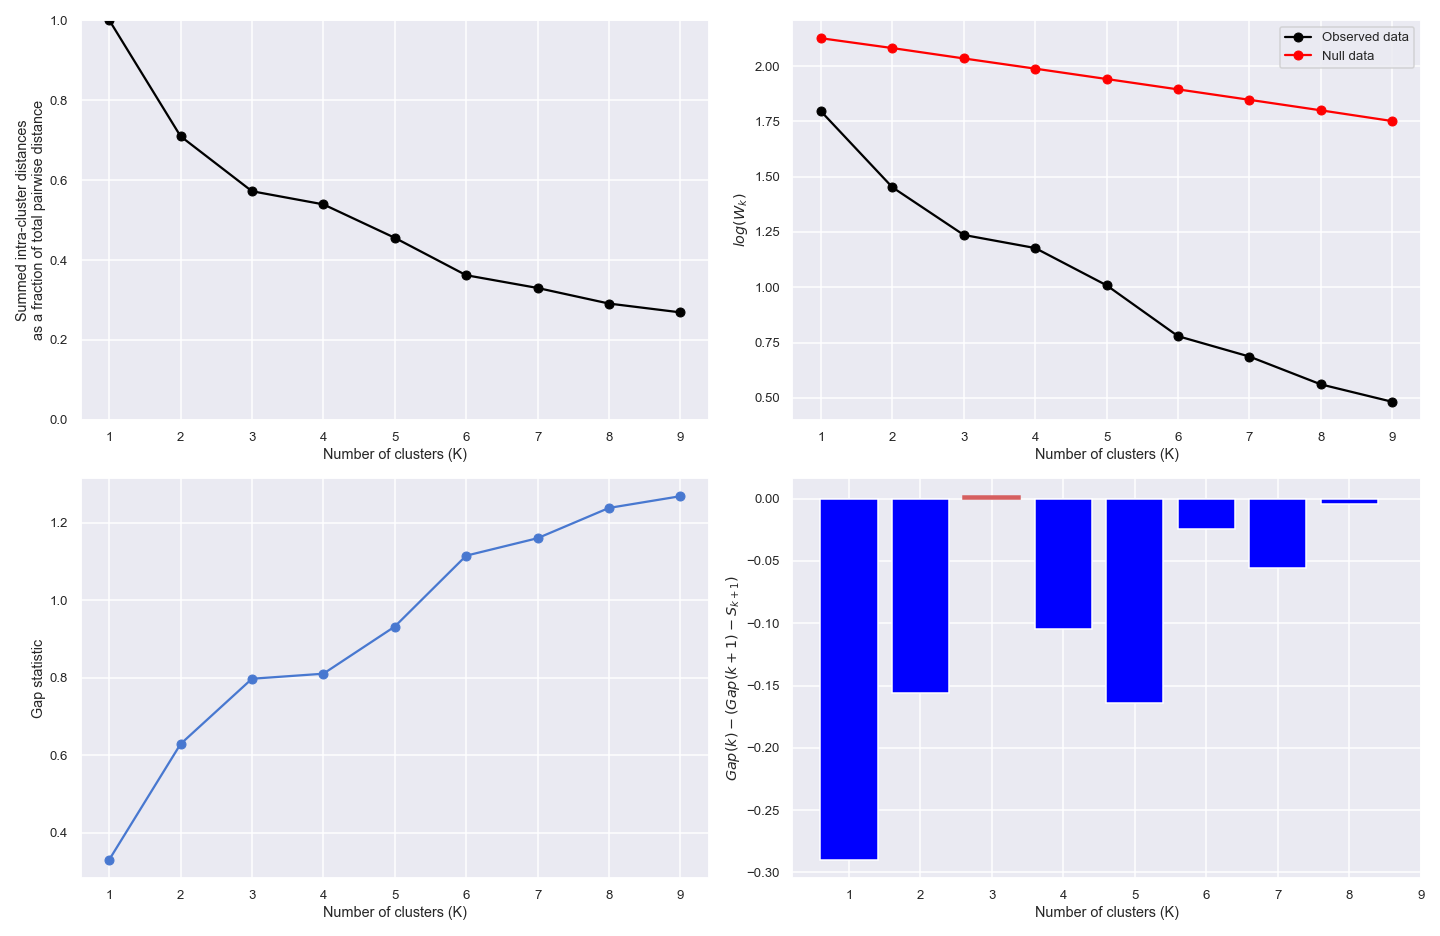 1.0
0.8
0.6
0.4
0.2
0.0
Summed intra-cluster distances
as a fraction of total pairwise distance
1 2 3 4 5 6 7 8 9
Number of clusters (K)
Observed data
Null data
2.00
1.75
1.50
1.25
1.00
0.75
0.50
log(W_k)
1 2 3 4 5 6 7 8 9
Number of clusters (K)
1.2
1.0
0.8
0.6
0.4
Gap statistic
1 2 3 4 5 6 7 8 9
Number of clusters (K)
0.00
−0.05
−0.10
−0.15
−0.20
−0.25
−0.30
Gap(k) − (Gap(k + 1) − S_{k+1})
1 2 3 4 5 6 7 8 9
Number of clusters (K)